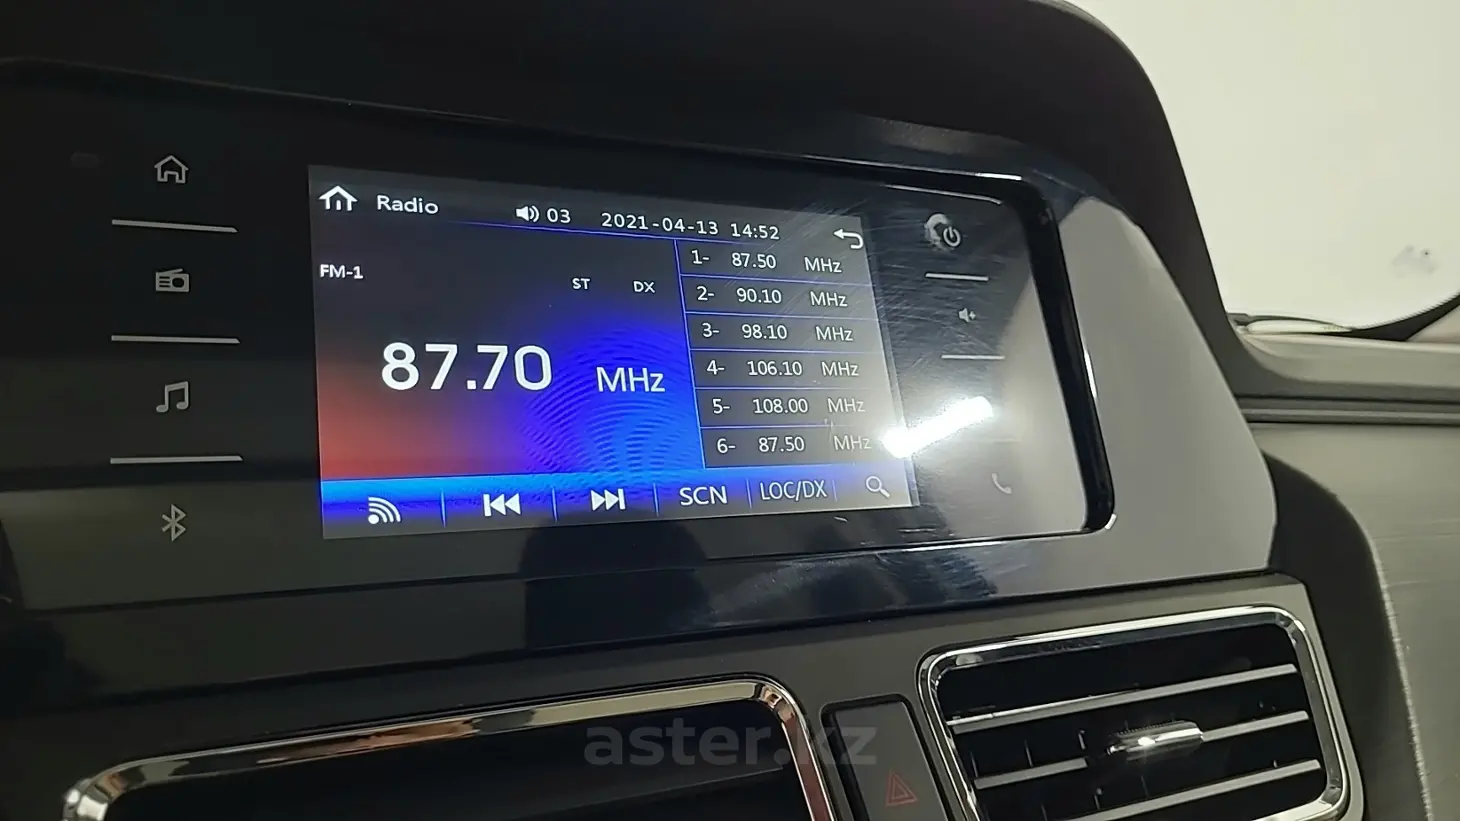 Radio 03 2021-04-13 14:52
FM-1 ST DX
87.70 MHz
1- 87.50 MHz
2- 90.10 MHz
3- 98.10 MHz
4- 106.10 MHz
5- 108.00 MHz
6- 87.50 MHz
SCN LOC/DX
aster.kz